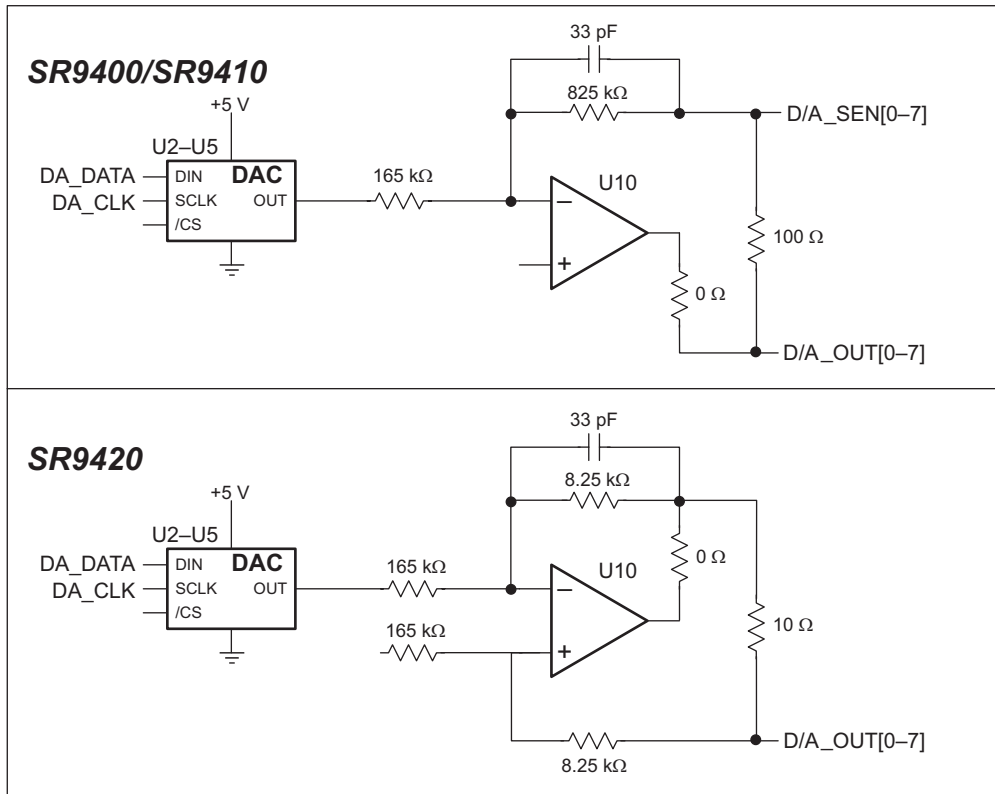 SR9400/SR9410
33 pF
825 kΩ
+5 V
D/A_SEN[0–7]
U2–U5
DA_DATA
DIN
DAC
U10
165 kΩ
DA_CLK
SCLK
OUT
/CS
–
+
100 Ω
0 Ω
D/A_OUT[0–7]
SR9420
33 pF
8.25 kΩ
+5 V
U2–U5
DA_DATA
DIN
DAC
165 kΩ
U10
0 Ω
DA_CLK
SCLK
OUT
–
/CS
165 kΩ
10 Ω
+
D/A_OUT[0–7]
8.25 kΩ